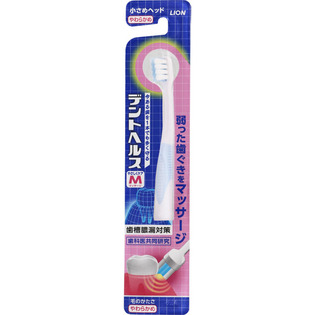 小さめヘッド
やわらかめ
LION
デントヘルス
弱った歯ぐきをマッサージ
M
歯槽膿漏対策
歯科医共同研究
毛のかたさ
やわらかめ